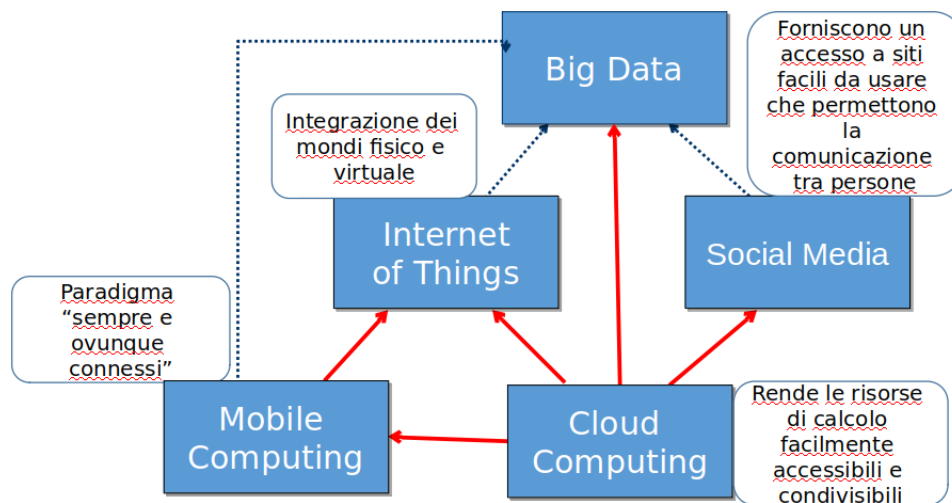 Big Data
Forniscono un
accesso a siti
facili da usare
che permettono
la
comunicazione
tra persone
Integrazione dei
mondi fisico e
virtuale
Internet
of Things
Social Media
Paradigma
“sempre e
ovunque
connessi”
Mobile
Computing
Cloud
Computing
Rende le risorse
di calcolo
facilmente
accessibili e
condivisibili